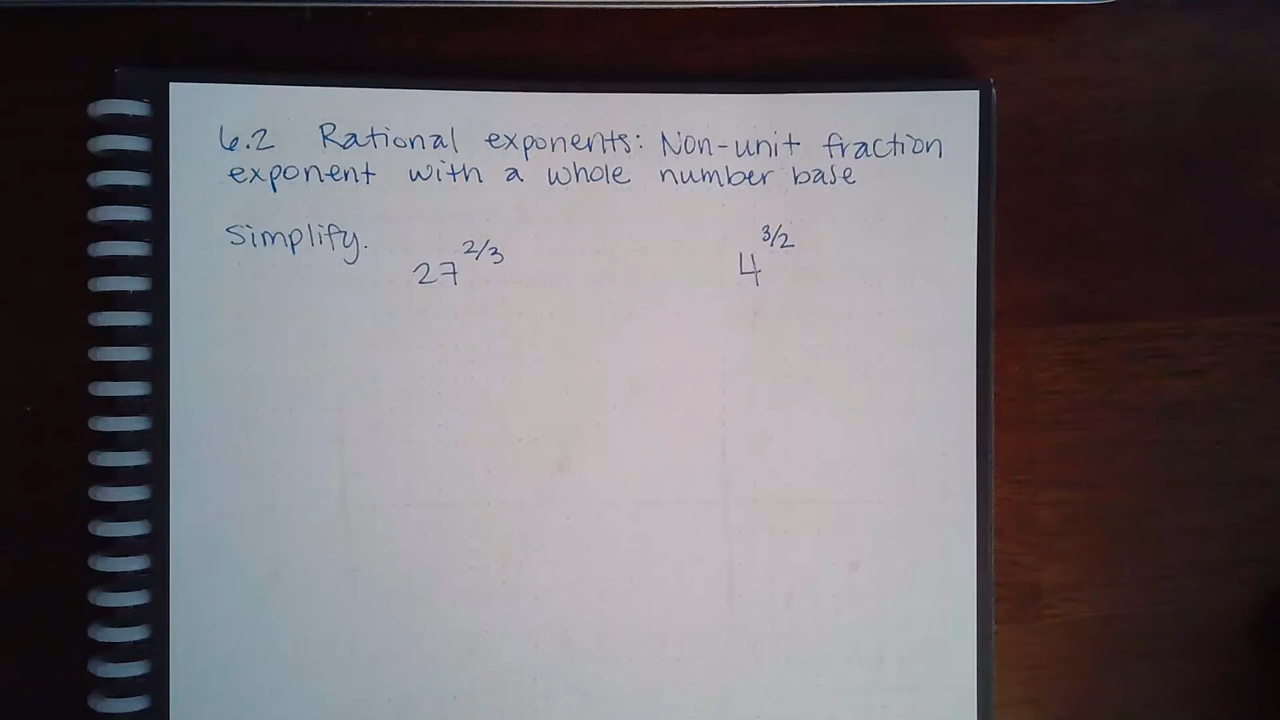 6.2 Rational exponents: Non-unit fraction
exponent with a whole number base
Simplify.
27^2/3 4^3/2